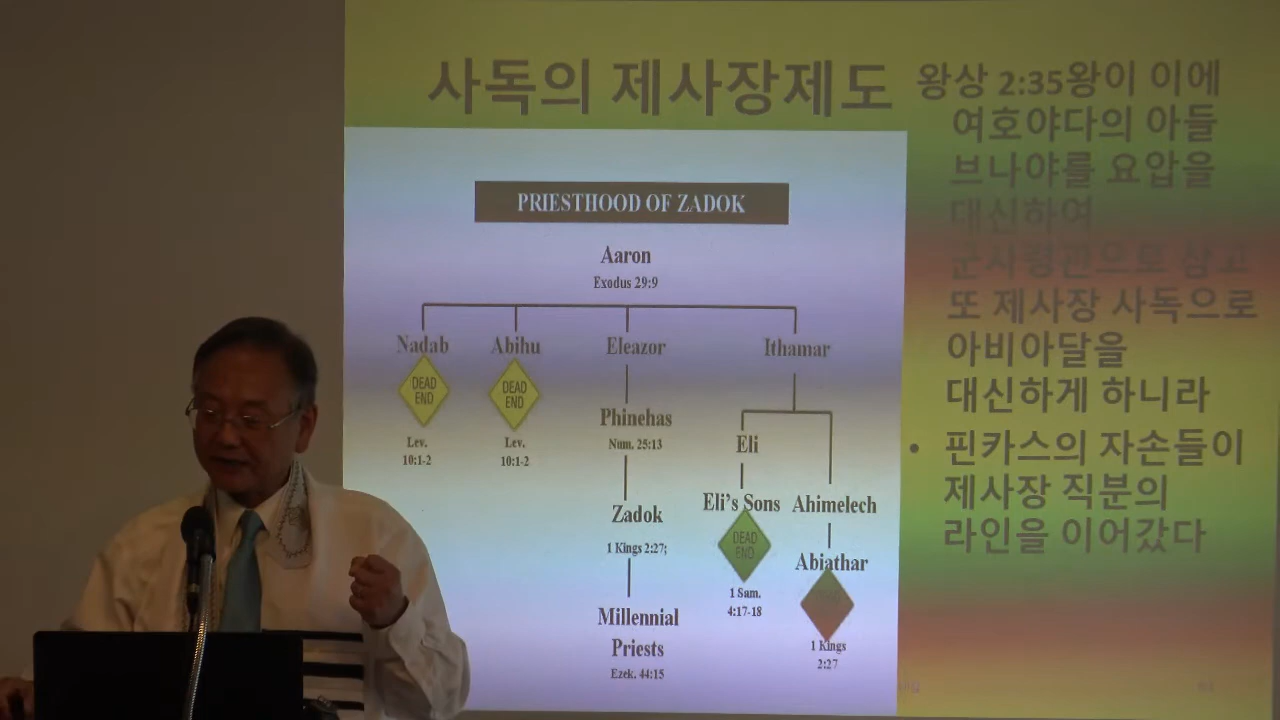 사독의 제사장제도
PRIESTHOOD OF ZADOK
Aaron
Exodus 29:9
Nadab Abihu Eleazor Ithamar
DEAD
END
DEAD
END
Lev.
10:1-2
Lev.
10:1-2
Phinehas
Num. 25:13
Zadok
1 Kings 2:27;
Millennial
Priests
Ezek. 44:15
Eli
Eli's Sons
DEAD
END
1 Sam.
4:17-18
Ahimelech
Abiathar
1 Kings
2:27
왕상 2:35왕이 이에
여호야다의 아들
브나야를 요압을
대신하여
군사령관으로 삼고
또 제사장 사독으로
아비아달을
대신하게 하니라
• 핀카스의 자손들이
제사장 직분의
라인을 이어갔다